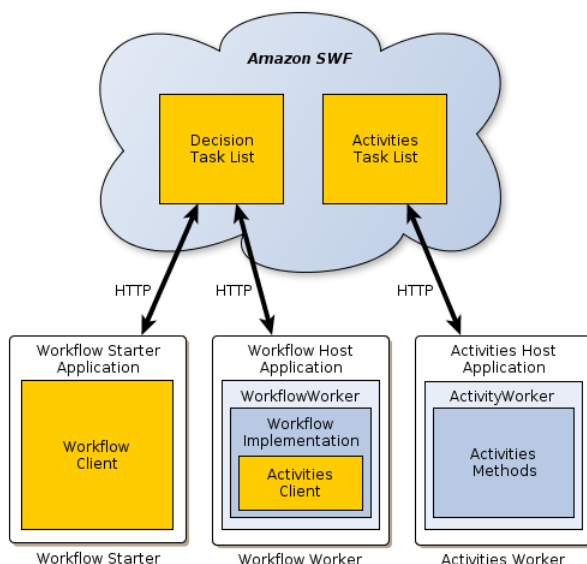 Amazon SWF
Decision
Task List
Activities
Task List
HTTP
HTTP
HTTP
Workflow Starter
Application
Workflow
Client
Workflow Starter
Workflow Host
Application
WorkflowWorker
Workflow
Implementation
Activities
Client
Workflow Worker
Activities Host
Application
ActivityWorker
Activities
Methods
Activities Worker